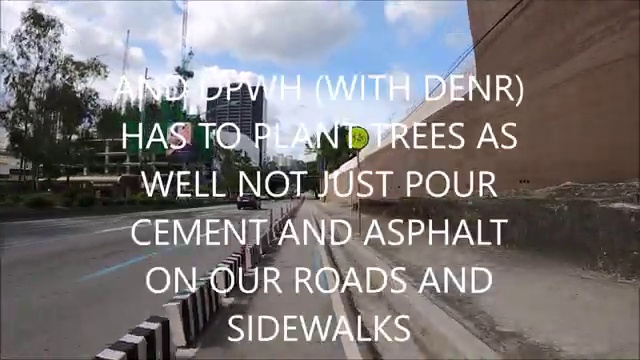 AND DPWH (WITH DENR)
HAS TO PLANT TREES AS
WELL NOT JUST POUR
CEMENT AND ASPHALT
ON OUR ROADS AND
SIDEWALKS